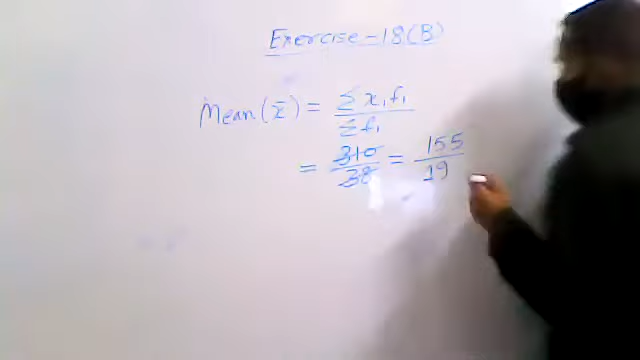 Exercise-18(B)
Mean (x̄) = Σxᵢfᵢ / Σfᵢ
= 310/38 = 155/19